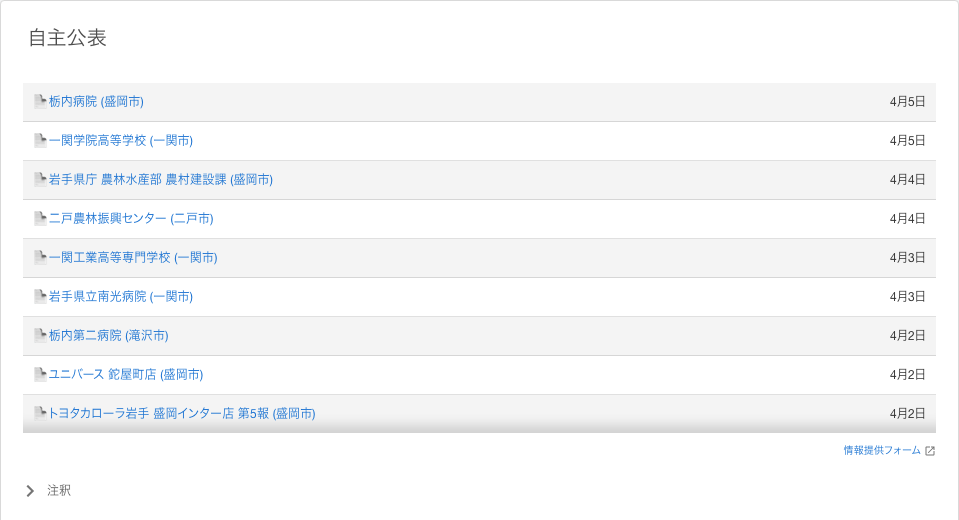 自主公表
栃内病院 (盛岡市) 4月5日
一関学院高等学校 (一関市) 4月5日
岩手県庁 農林水産部 農村建設課 (盛岡市) 4月4日
二戸農林振興センター (二戸市) 4月4日
一関工業高等専門学校 (一関市) 4月3日
岩手県立南光病院 (一関市) 4月3日
栃内第二病院 (滝沢市) 4月2日
ユニバース 鉈屋町店 (盛岡市) 4月2日
トヨタカローラ岩手 盛岡インター店 第5報 (盛岡市) 4月2日
情報提供フォーム
注釈